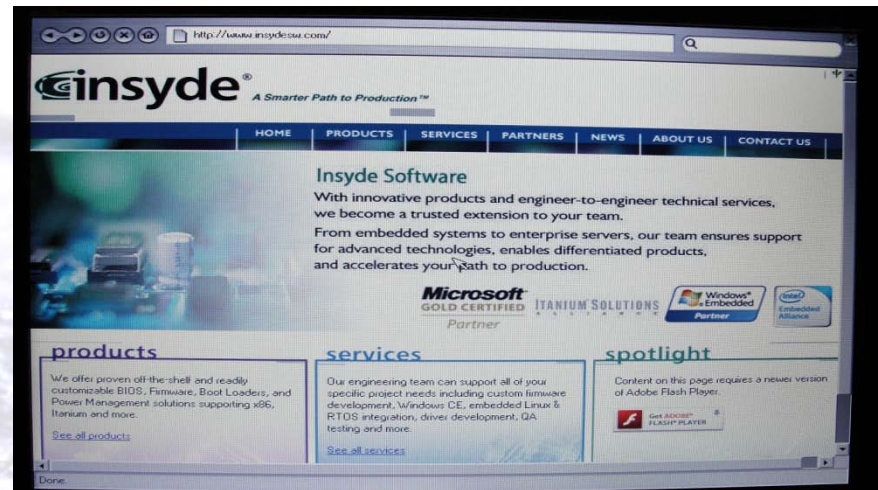 http://www.insydesw.com/
insyde®
A Smarter Path to Production™
HOME | PRODUCTS | SERVICES | PARTNERS | NEWS | ABOUT US | CONTACT US
Insyde Software
With innovative products and engineer-to-engineer technical services,
we become a trusted extension to your team.
From embedded systems to enterprise servers, our team ensures support
for advanced technologies, enables differentiated products,
and accelerates your path to production.
Microsoft
GOLD CERTIFIED
Partner
ITANIUM® SOLUTIONS
ALLIANCE
Windows®
Embedded
Partner
intel
Embedded
Alliance
products
We offer proven off-the-shelf and readily
customizable BIOS, Firmware, Boot Loaders, and
Power Management solutions supporting x86,
Itanium and more.
See all products
services
Our engineering team can support all of your
specific project needs including custom firmware
development, Windows CE, embedded Linux &
RTOS integration, driver development, QA
testing and more.
See all services
spotlight
Content on this page requires a newer version
of Adobe Flash Player.
Get ADOBE®
FLASH® PLAYER
Done.